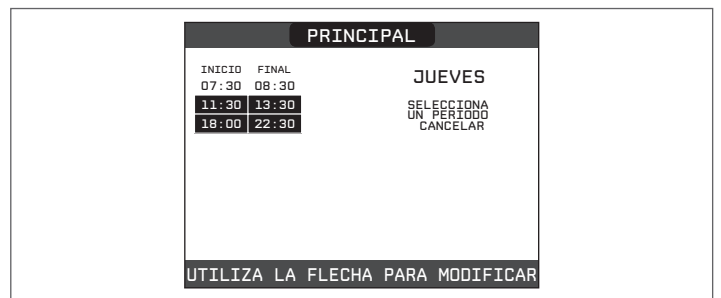 PRINCIPAL
INICIO FINAL
07:30 08:30
11:30 13:30
18:00 22:30
JUEVES
SELECCIONA
UN PERIODO
CANCELAR
UTILIZA LA FLECHA PARA MODIFICAR